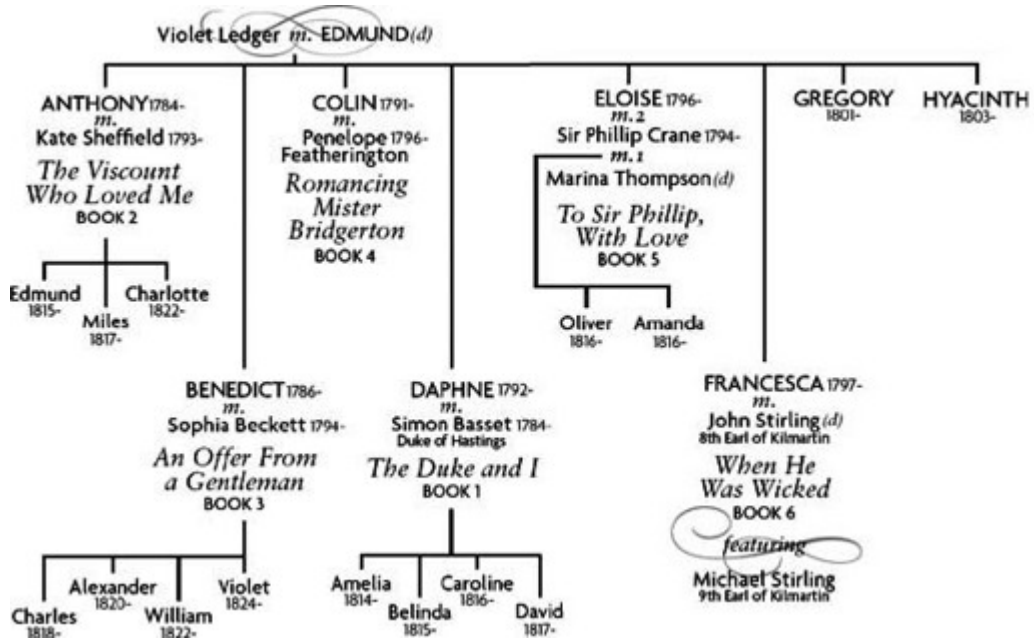 Violet Ledger m. EDMUND (d)
ANTHONY 1784-
m.
Kate Sheffield 1793-
The Viscount
Who Loved Me
BOOK 2
Edmund
1815-
Miles
1817-
Charlotte
1822-
BENEDICT 1786-
m.
Sophia Beckett 1794-
An Offer From
a Gentleman
BOOK 3
Charles
1818-
Alexander
1820-
William
1822-
Violet
1824-
COLIN 1791-
m.
Penelope 1796-
Featherington
Romancing
Mister
Bridgerton
BOOK 4
DAPHNE 1792-
m.
Simon Basset 1784-
Duke of Hastings
The Duke and I
BOOK 1
Amelia
1814-
Belinda
1815-
Caroline
1816-
David
1817-
ELOISE 1796-
m.2
Sir Phillip Crane 1794-
m.1
Marina Thompson (d)
To Sir Phillip,
With Love
BOOK 5
Oliver
1816-
Amanda
1816-
FRANCESCA 1797-
m.
John Stirling (d)
8th Earl of Kilmartin
When He
Was Wicked
BOOK 6
featuring
Michael Stirling
9th Earl of Kilmartin
GREGORY
1801-
HYACINTH
1803-